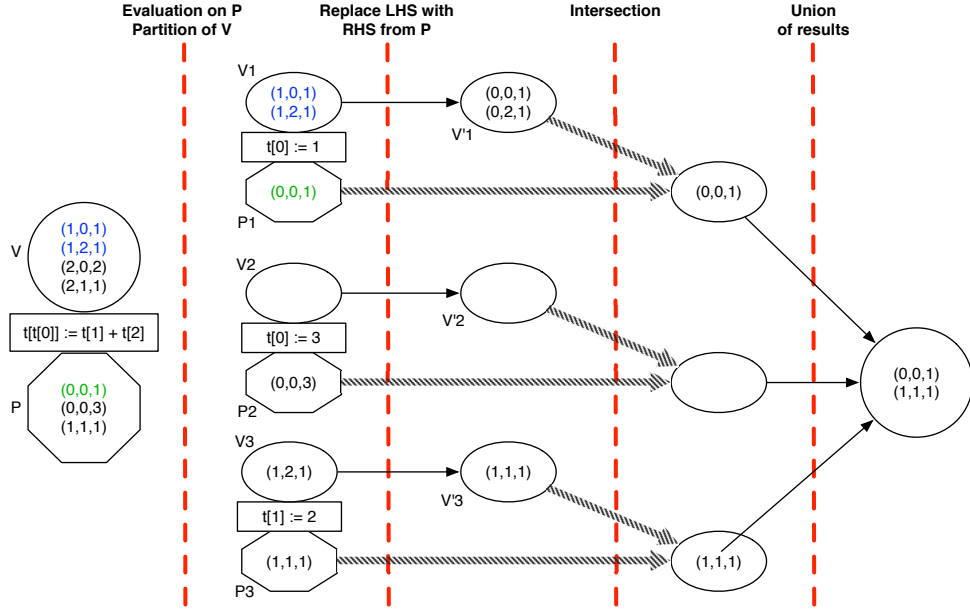 Evaluation on P
Partition of V
Replace LHS with
RHS from P
Intersection
Union
of results
V1
(1,0,1)
(1,2,1)
t[0] := 1
(0,0,1)
P1
(0,0,1)
(0,2,1)
V'1
(0,0,1)
V
(1,0,1)
(1,2,1)
(2,0,2)
(2,1,1)
t[t[0]] := t[1] + t[2]
P
(0,0,1)
(0,0,3)
(1,1,1)
V2
t[0] := 3
(0,0,3)
P2
V'2
(0,0,1)
(1,1,1)
V3
(1,2,1)
t[1] := 2
(1,1,1)
P3
(1,1,1)
V'3
(1,1,1)